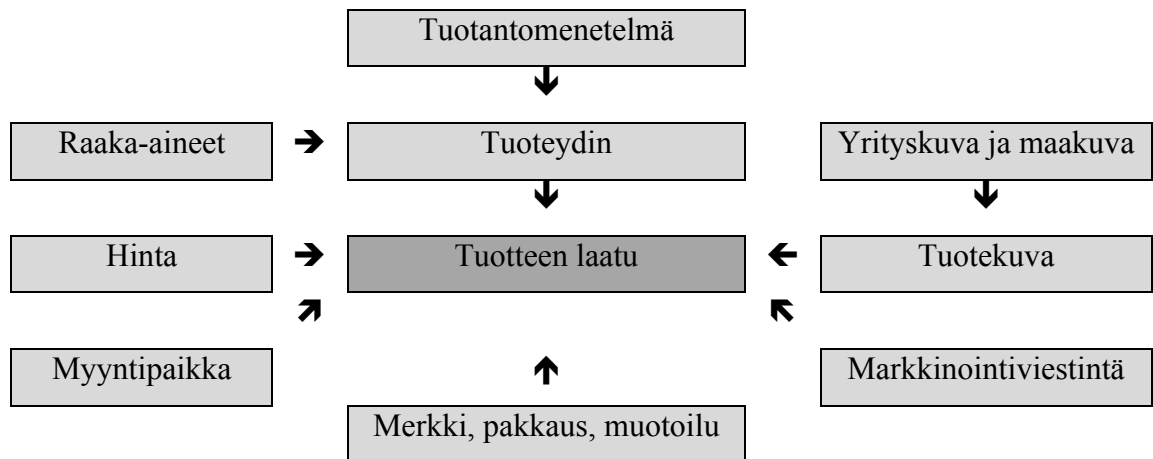 Tuotantomenetelmä
Raaka-aineet
Tuoteydin
Yrityskuva ja maakuva
Hinta
Tuotteen laatu
Tuotekuva
Myyntipaikka
Markkinointiviestintä
Merkki, pakkaus, muotoilu